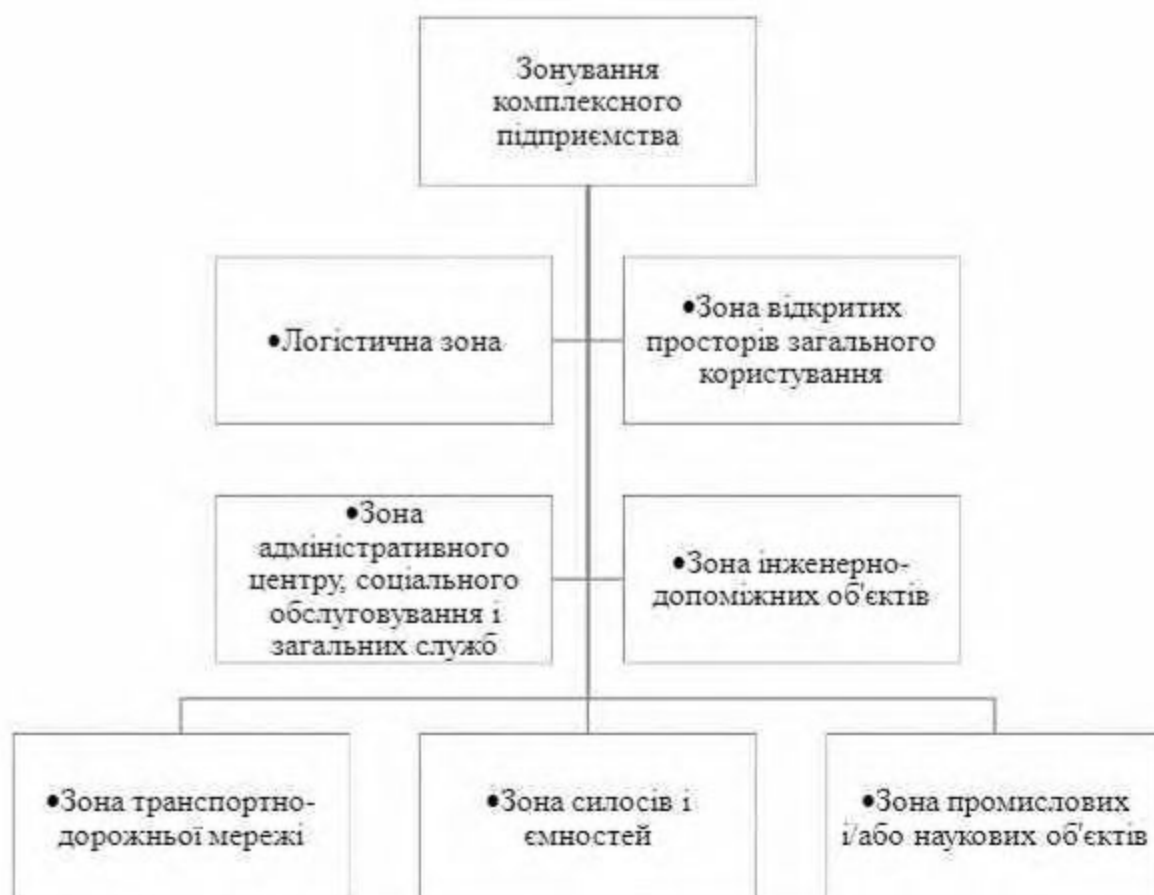 Зонування
комплексного
підприємства
•Логістична зона
•Зона відкритих
просторів загального
користування
•Зона
адміністративного
центру, соціального
обслуговування і
загальних служб
•Зона інженерно-
допоміжних об'єктів
•Зона транспортно-
дорожньої мережі
•Зона силосів і
ємностей
•Зона промислових
і/або наукових об'єктів